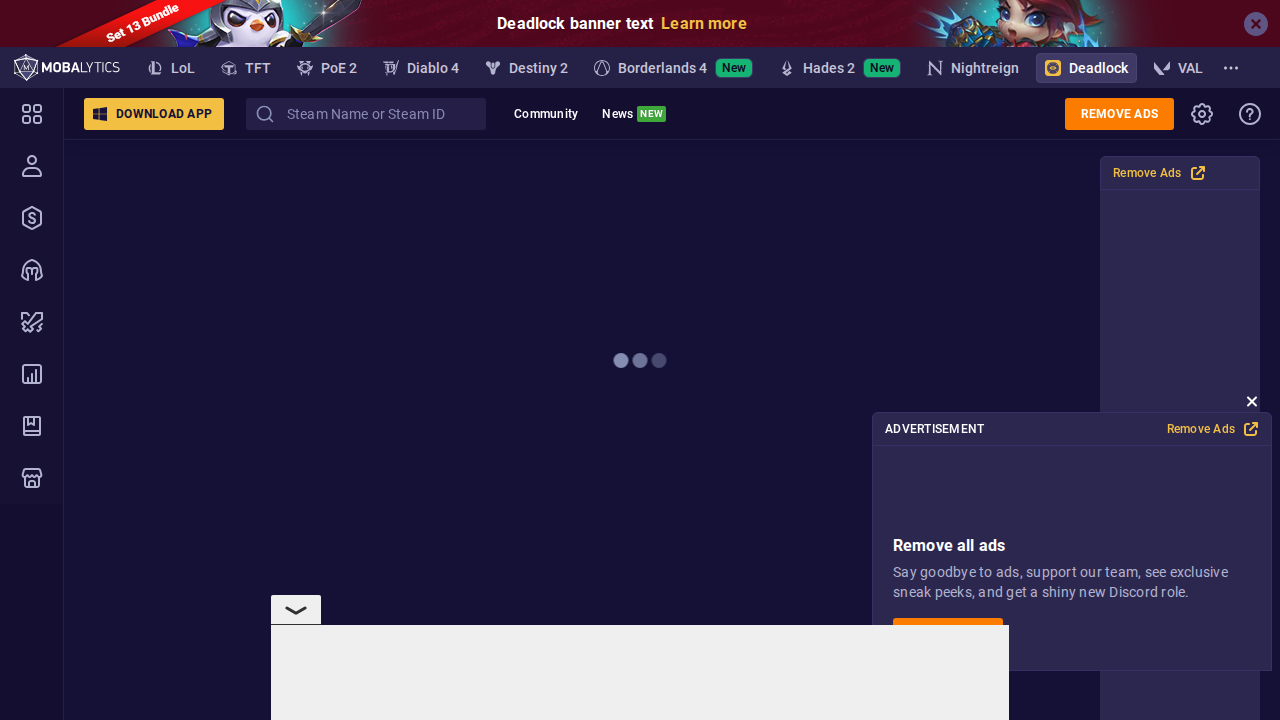 Set 13 Bundle
Deadlock banner text Learn more
MOBALYTICS
LoL
TFT
PoE 2
Diablo 4
Destiny 2
Borderlands 4 New
Hades 2 New
Nightreign
Deadlock
VAL
DOWNLOAD APP
Steam Name or Steam ID
Community
News NEW
REMOVE ADS
Remove Ads
ADVERTISEMENT
Remove Ads
Remove all ads
Say goodbye to ads, support our team, see exclusive
sneak peeks, and get a shiny new Discord role.